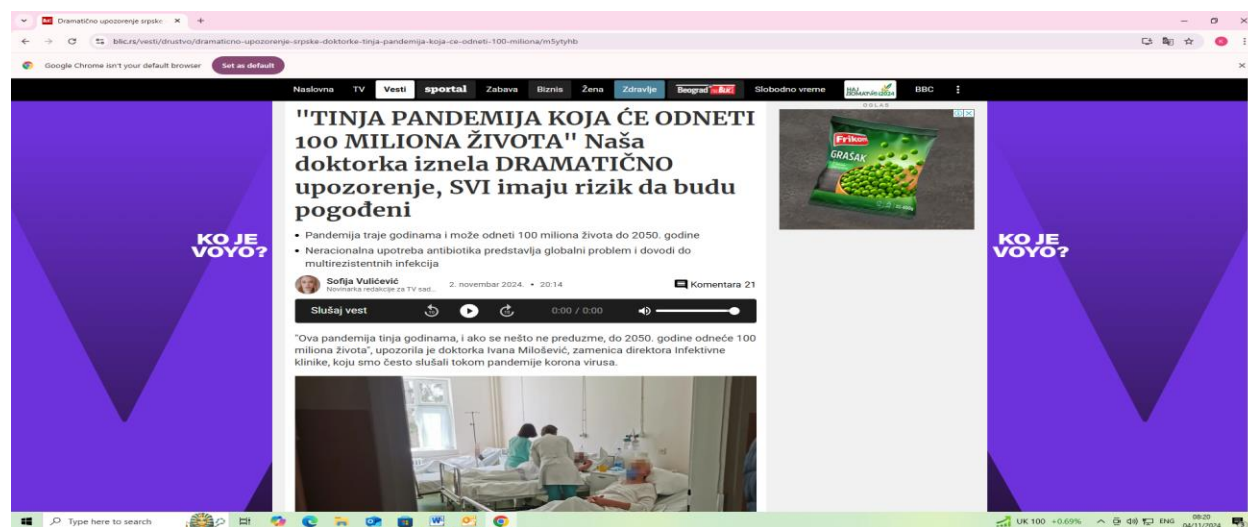 Dramatično upozorenje srpske
blic.rs/vesti/drustvo/dramaticno-upozorenje-srpske-doktorke-tinja-pandemija-koja-ce-odneti-100-miliona/m5ytyhb
Google Chrome isn't your default browser Set as default
Naslovna TV Vesti sportal Zabava Biznis Žena Zdravlje Beograd Blic Slobodno vreme BBC
OGLAS
"TINJA PANDEMIJA KOJA ĆE ODNETI
100 MILIONA ŽIVOTA" Naša
doktorka iznela DRAMATIČNO
upozorenje, SVI imaju rizik da budu
pogođeni
Frikom
GRAŠAK
KO JE
VOYO?
• Pandemija traje godinama i može odneti 100 miliona života do 2050. godine
• Neracionalna upotreba antibiotika predstavlja globalni problem i dovodi do
multirezistentnih infekcija
KO JE
VOYO?
Sofija Vulićević
Novinarka redakcije za TV sad...
2. novembar 2024. • 20:14
Komentara 21
Slušaj vest 0:00 / 0:00
"Ova pandemija tinja godinama, i ako se nešto ne preduzme, do 2050. godine odneće 100
miliona života", upozorila je doktorka Ivana Milošević, zamenica direktora Infektivne
klinike, koju smo često slušali tokom pandemije korona virusa.
Type here to search
UK 100 +0.69% ENG
08:20
04/11/2024